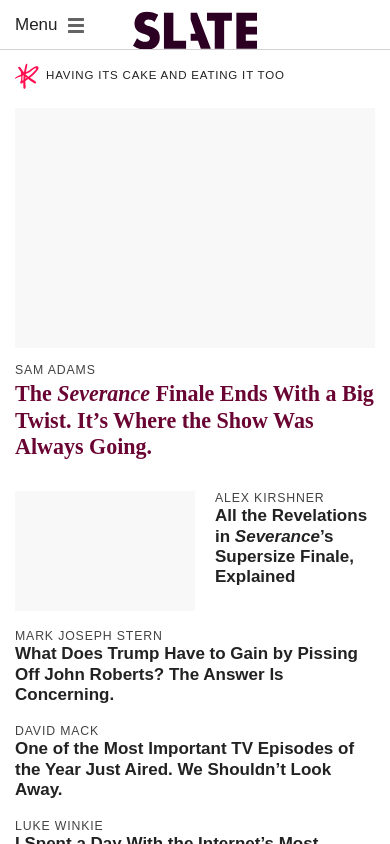 Menu
SLATE
HAVING ITS CAKE AND EATING IT TOO
SAM ADAMS
The Severance Finale Ends With a Big
Twist. It’s Where the Show Was
Always Going.
ALEX KIRSHNER
All the Revelations
in Severance’s
Supersize Finale,
Explained
MARK JOSEPH STERN
What Does Trump Have to Gain by Pissing
Off John Roberts? The Answer Is
Concerning.
DAVID MACK
One of the Most Important TV Episodes of
the Year Just Aired. We Shouldn’t Look
Away.
LUKE WINKIE
I Spent a Day With the Internet’s Most